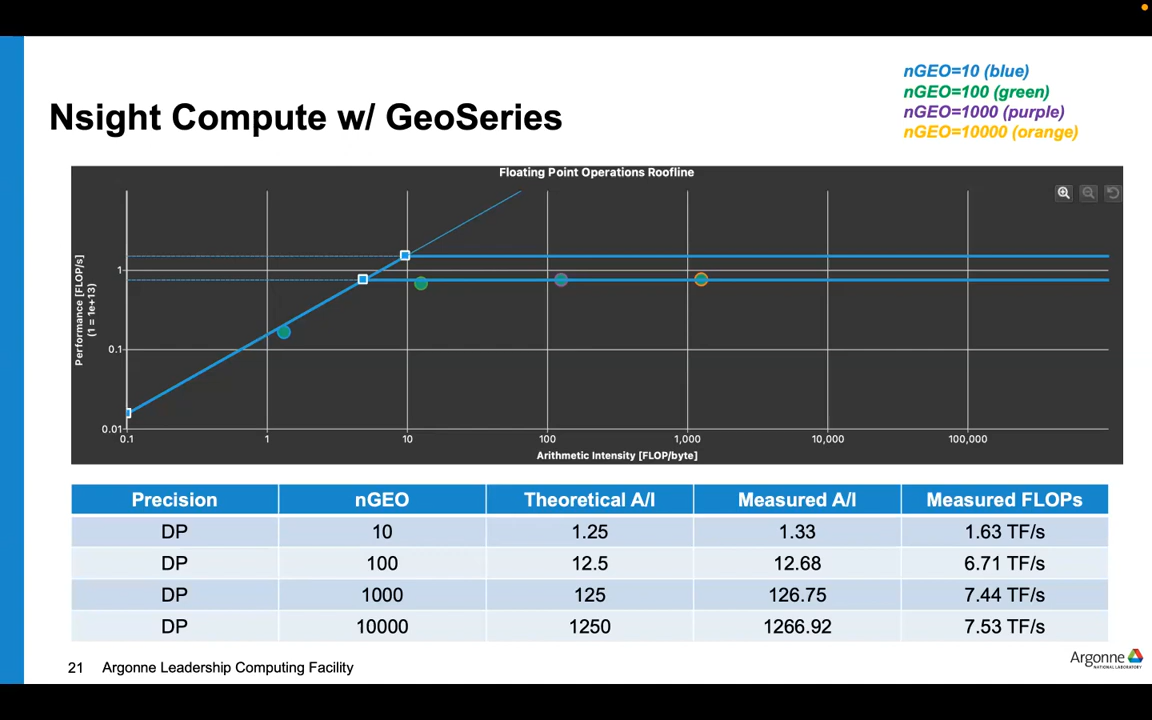 nGEO=10 (blue)
nGEO=100 (green)
nGEO=1000 (purple)
nGEO=10000 (orange)
Nsight Compute w/ GeoSeries
Floating Point Operations Roofline
Performance [FLOP/s]
(1 = 1e+13)
1
0.1
0.01
0.1
1
10
100
1,000
10,000
100,000
Arithmetic Intensity [FLOP/byte]
Precision nGEO Theoretical A/I Measured A/I Measured FLOPs
DP 10 1.25 1.33 1.63 TF/s
DP 100 12.5 12.68 6.71 TF/s
DP 1000 125 126.75 7.44 TF/s
DP 10000 1250 1266.92 7.53 TF/s
21 Argonne Leadership Computing Facility
Argonne
NATIONAL LABORATORY